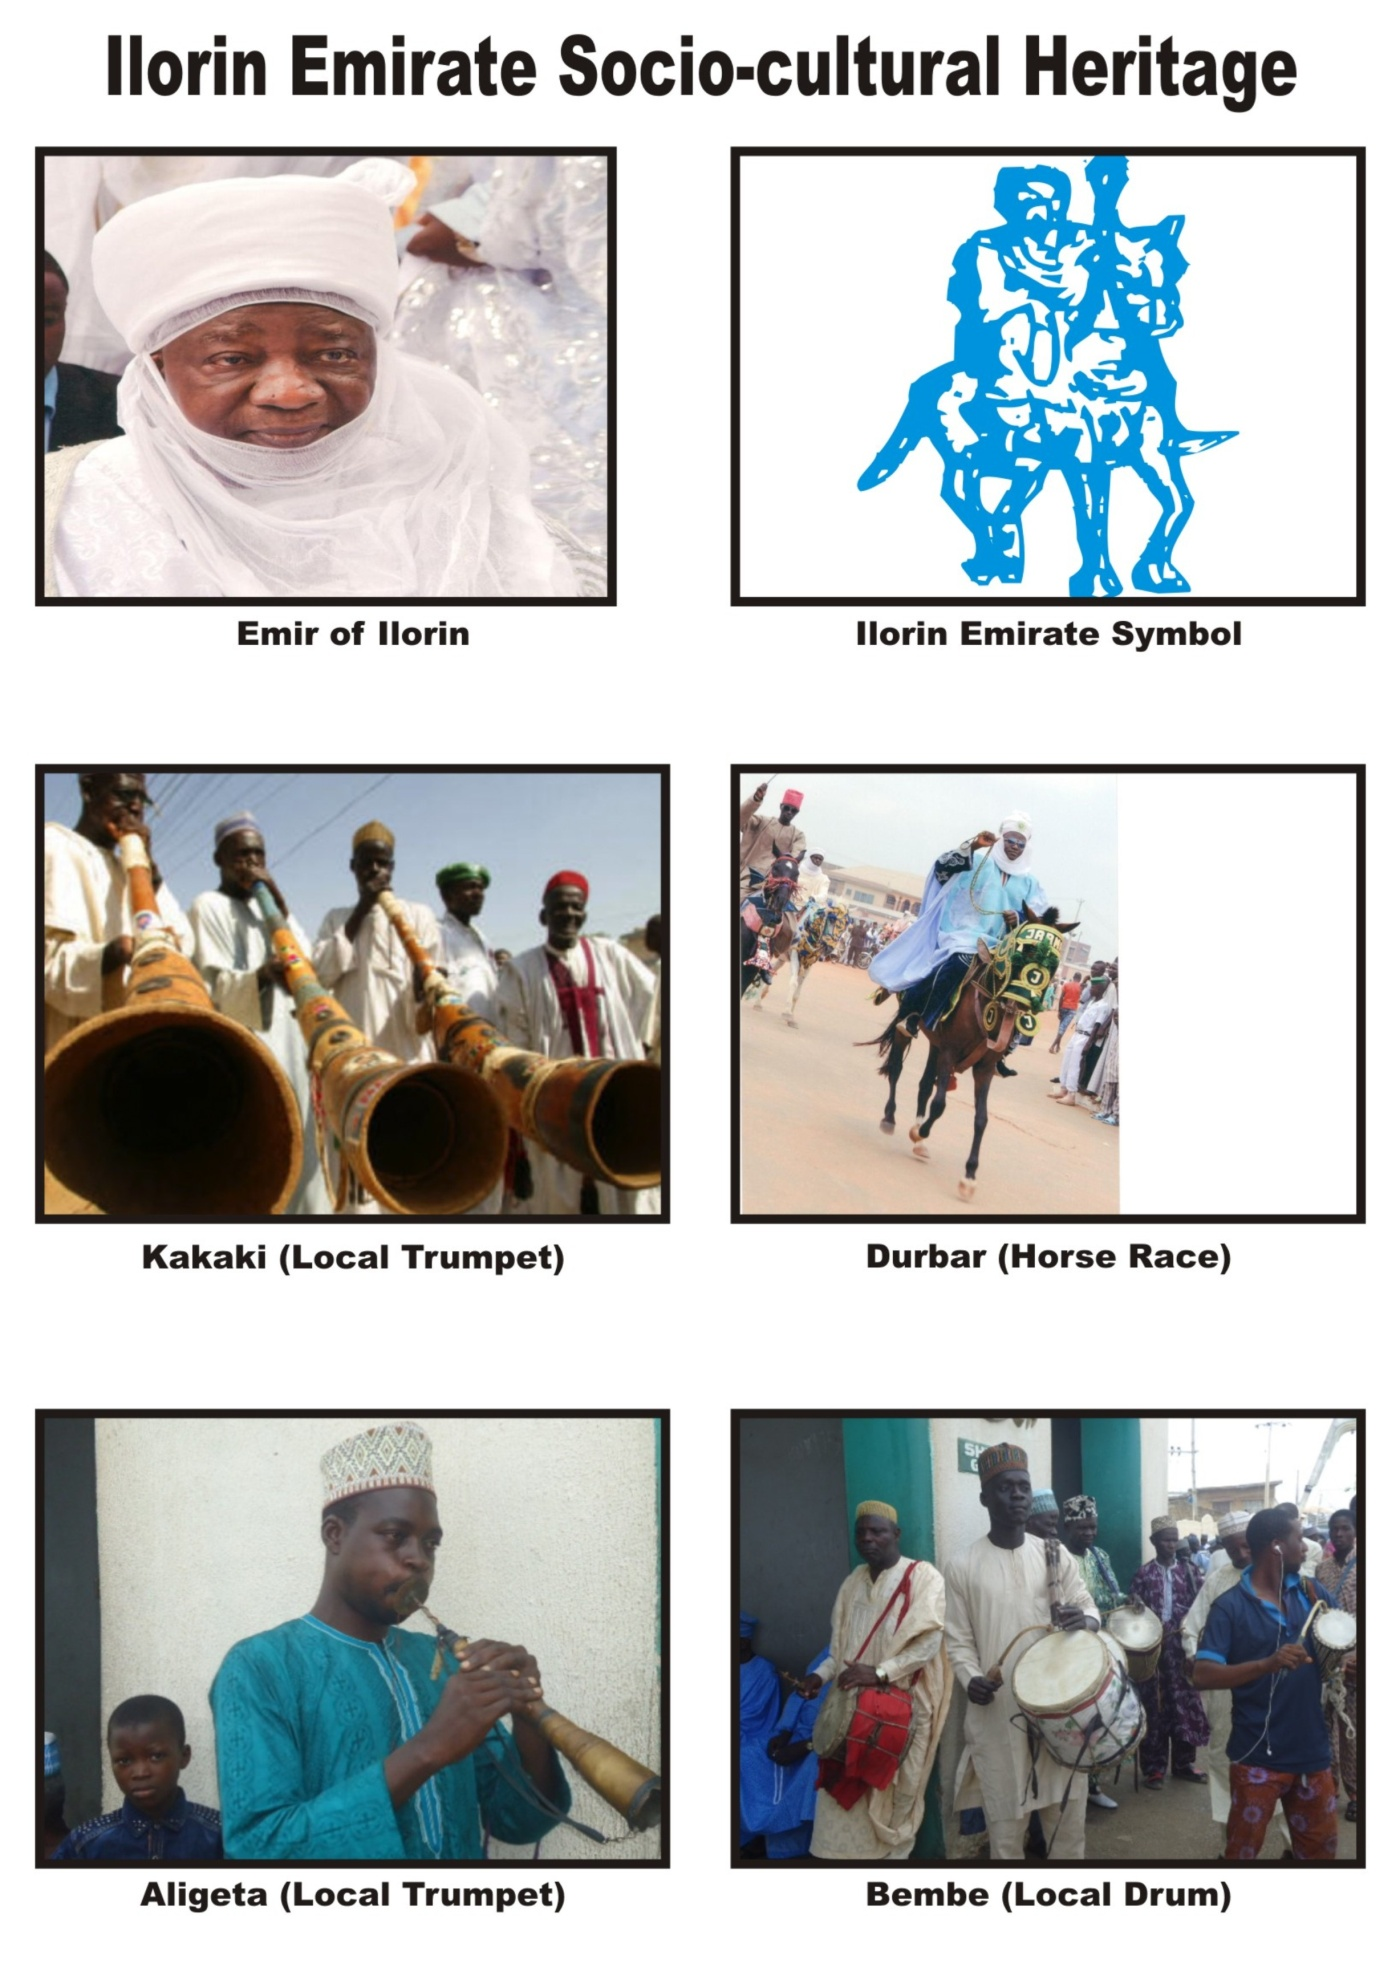 Ilorin Emirate Socio-cultural Heritage
Emir of Ilorin
Ilorin Emirate Symbol
Kakaki (Local Trumpet)
Durbar (Horse Race)
J
J
J
Aligeta (Local Trumpet)
Bembe (Local Drum)